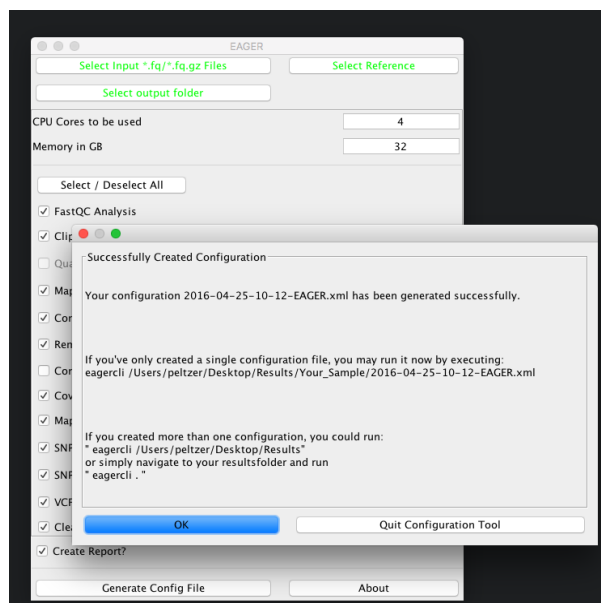 EAGER
Select Input *.fq/*.fq.gz Files
Select Reference
Select output folder
CPU Cores to be used
4
Memory in GB
32
Select / Deselect All
FastQC Analysis
Successfully Created Configuration
Your configuration 2016-04-25-10-12-EAGER.xml has been generated successfully.
If you've only created a single configuration file, you may run it now by executing:
eagercli /Users/peltzer/Desktop/Results/Your_Sample/2016-04-25-10-12-EAGER.xml
If you created more than one configuration, you could run:
" eagercli /Users/peltzer/Desktop/Results"
or simply navigate to your resultsfolder and run
" eagercli . "
SNP
SNP
VCF
OK
Quit Configuration Tool
Create Report?
Generate Config File
About